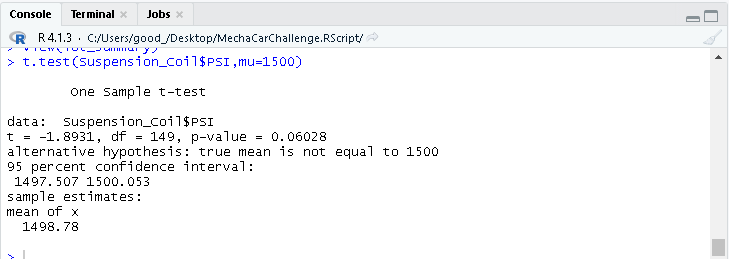 Console Terminal × Jobs ×
R 4.1.3 · C:/Users/good_/Desktop/MechaCarChallenge.RScript/
> View(lot_summary)
> t.test(Suspension_Coil$PSI,mu=1500)
One Sample t-test
data:  Suspension_Coil$PSI
t = -1.8931, df = 149, p-value = 0.06028
alternative hypothesis: true mean is not equal to 1500
95 percent confidence interval:
1497.507 1500.053
sample estimates:
mean of x
1498.78
>